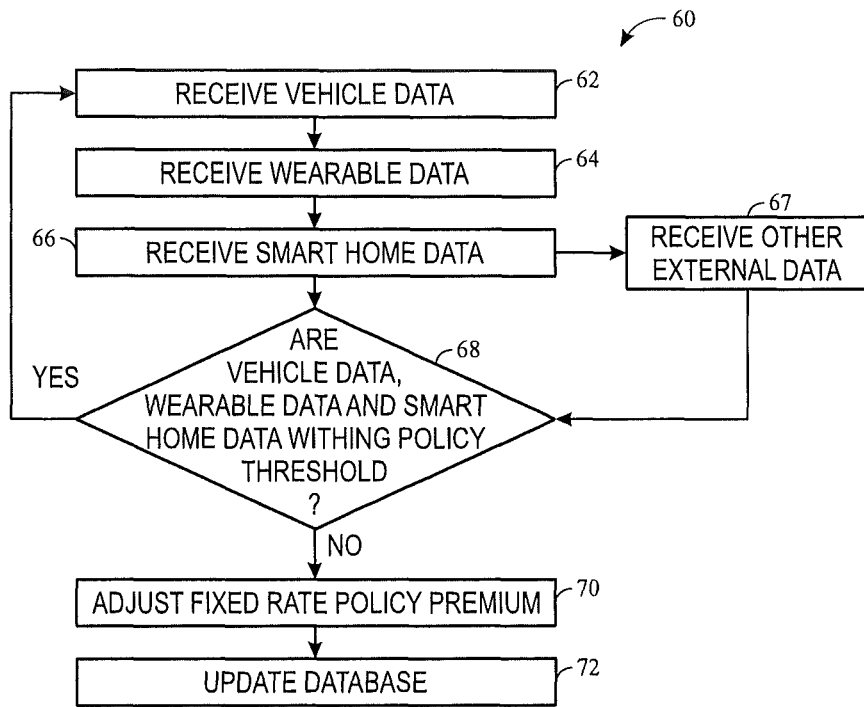 60
RECEIVE VEHICLE DATA
62
RECEIVE WEARABLE DATA
64
66
RECEIVE SMART HOME DATA
67
RECEIVE OTHER
EXTERNAL DATA
68
ARE
VEHICLE DATA,
WEARABLE DATA AND SMART
HOME DATA WITHING POLICY
THRESHOLD
?
YES
NO
ADJUST FIXED RATE POLICY PREMIUM
70
UPDATE DATABASE
72